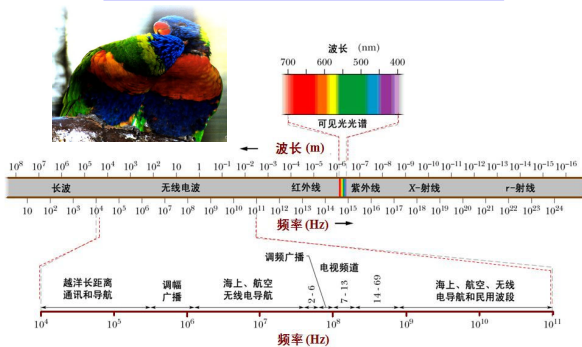 波长 (nm)
700 600 500 400
可见光光谱
波长 (m)
10⁸ 10⁷ 10⁶ 10⁵ 10⁴ 10³ 10² 10 1 10⁻¹ 10⁻² 10⁻³ 10⁻⁴ 10⁻⁵ 10⁻⁶ 10⁻⁷ 10⁻⁸ 10⁻⁹ 10⁻¹⁰ 10⁻¹¹ 10⁻¹² 10⁻¹³ 10⁻¹⁴ 10⁻¹⁵ 10⁻¹⁶
长波 无线电波 红外线 紫外线 X-射线 r-射线
10 10² 10³ 10⁴ 10⁵ 10⁶ 10⁷ 10⁸ 10⁹ 10¹⁰ 10¹¹ 10¹² 10¹³ 10¹⁴ 10¹⁵ 10¹⁶ 10¹⁷ 10¹⁸ 10¹⁹ 10²⁰ 10²¹ 10²² 10²³ 10²⁴
频率 (Hz)
调频广播
电视频道
越洋长距离
通讯和导航
调幅
广播
海上、航空
无线电导航
2 - 6
7 - 13
14 - 69
海上、航空、无线
电导航和民用波段
10⁴ 10⁵ 10⁶ 10⁷ 10⁸ 10⁹ 10¹⁰ 10¹¹
频率 (Hz)